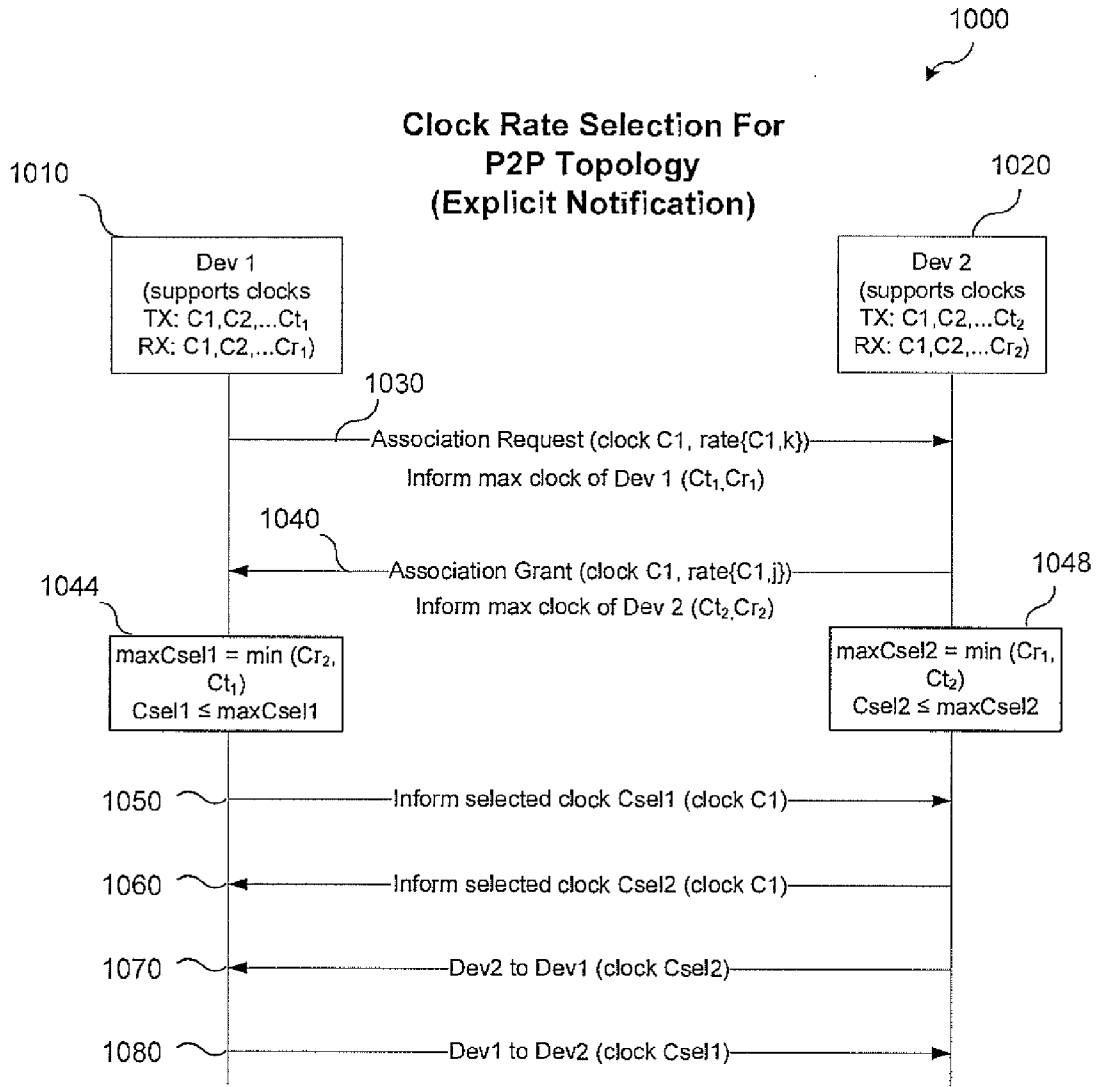 1000
Clock Rate Selection For
P2P Topology
(Explicit Notification)
1010
1020
Dev 1
(supports clocks
TX: C1,C2,...Ct₁
RX: C1,C2,...Cr₁)
Dev 2
(supports clocks
TX: C1,C2,...Ct₂
RX: C1,C2,...Cr₂)
1030
Association Request (clock C1, rate{C1,k})
Inform max clock of Dev 1 (Ct₁,Cr₁)
1040
Association Grant (clock C1, rate{C1,j})
Inform max clock of Dev 2 (Ct₂,Cr₂)
1044
1048
maxCsel1 = min (Cr₂,
Ct₁)
Csel1 ≤ maxCsel1
maxCsel2 = min (Cr₁,
Ct₂)
Csel2 ≤ maxCsel2
1050
Inform selected clock Csel1 (clock C1)
1060
Inform selected clock Csel2 (clock C1)
1070
Dev2 to Dev1 (clock Csel2)
1080
Dev1 to Dev2 (clock Csel1)